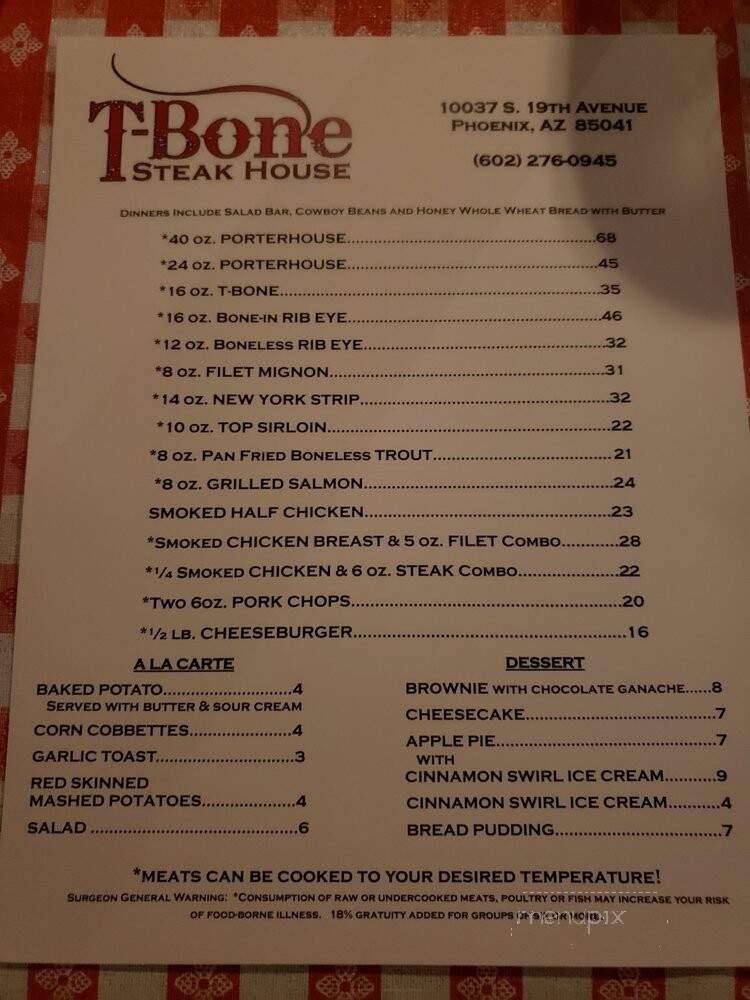 T-Bone
STEAK HOUSE
10037 S. 19TH AVENUE
PHOENIX, AZ 85041
(602) 276-0945
DINNERS INCLUDE SALAD BAR, COWBOY BEANS AND HONEY WHOLE WHEAT BREAD WITH BUTTER
*40 OZ. PORTERHOUSE....................................................68
*24 OZ. PORTERHOUSE....................................................45
*16 OZ. T-BONE....................................................35
*16 OZ. BONE-IN RIB EYE....................................................46
*12 OZ. BONELESS RIB EYE....................................................32
*8 OZ. FILET MIGNON....................................................31
*14 OZ. NEW YORK STRIP....................................................32
*10 OZ. TOP SIRLOIN....................................................22
*8 OZ. PAN FRIED BONELESS TROUT.................................... 21
*8 OZ. GRILLED SALMON....................................................24
SMOKED HALF CHICKEN....................................................23
*SMOKED CHICKEN BREAST & 5 OZ. FILET COMBO............28
*1/4 SMOKED CHICKEN & 6 OZ. STEAK COMBO.....................22
*TWO 6OZ. PORK CHOPS....................................................20
*1/2 LB. CHEESEBURGER....................................................16
A LA CARTE
BAKED POTATO.......................4
SERVED WITH BUTTER & SOUR CREAM
CORN COBBETTES..................4
GARLIC TOAST.........................3
RED SKINNED
MASHED POTATOES................4
SALAD .....................................6
DESSERT
BROWNIE WITH CHOCOLATE GANACHE......8
CHEESECAKE..................................7
APPLE PIE.......................................7
WITH
CINNAMON SWIRL ICE CREAM...........9
CINNAMON SWIRL ICE CREAM...........4
BREAD PUDDING...............................7
*MEATS CAN BE COOKED TO YOUR DESIRED TEMPERATURE!
SURGEON GENERAL WARNING: *CONSUMPTION OF RAW OR UNDERCOOKED MEATS, POULTRY OR FISH MAY INCREASE YOUR RISK
OF FOOD-BORNE ILLNESS. 18% GRATUITY ADDED FOR GROUPS OR MORE.
menupix